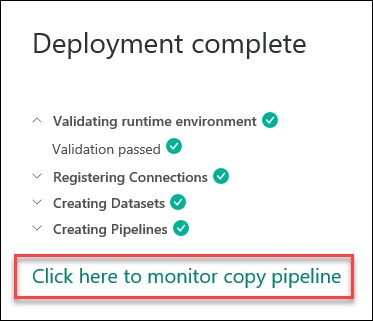 Deployment complete
Validating runtime environment
Validation passed
Registering Connections
Creating Datasets
Creating Pipelines
Click here to monitor copy pipeline